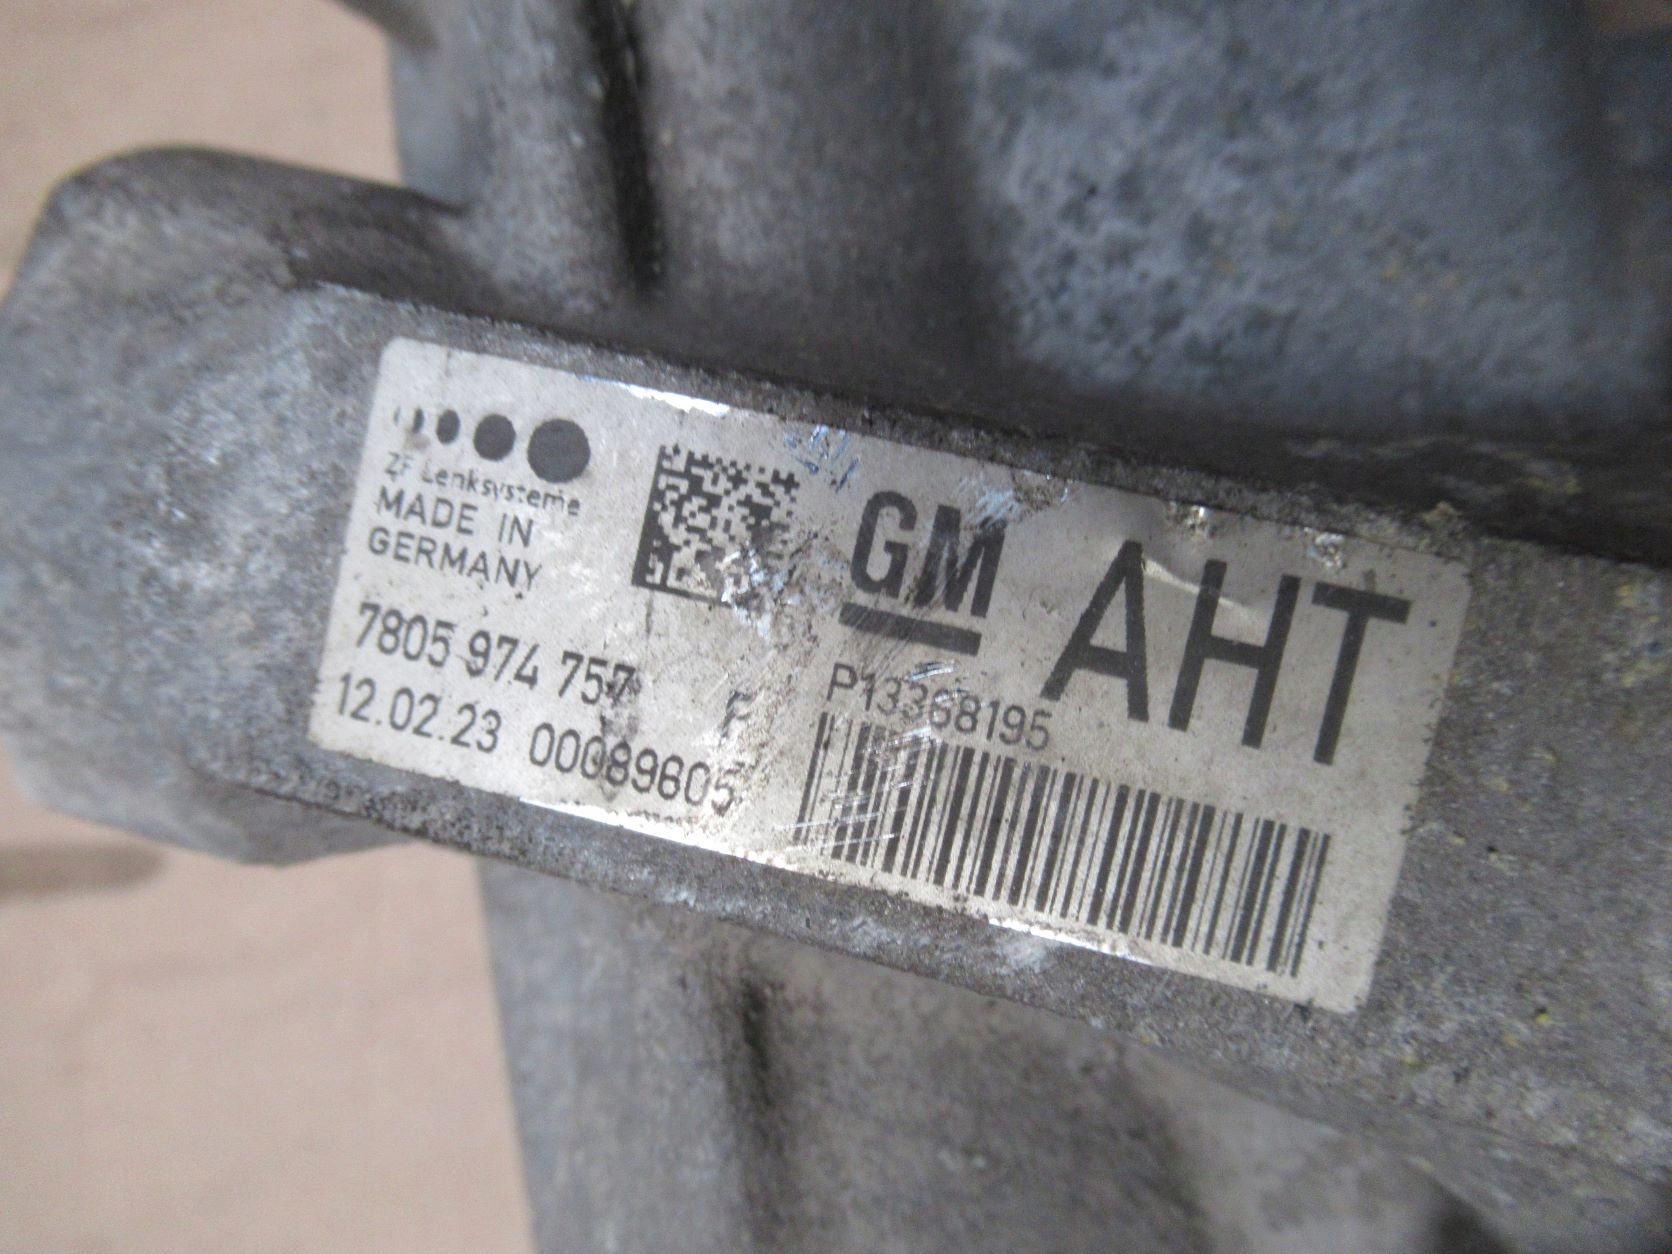 ZF Lenksysteme
MADE IN
GERMANY
7805 974 757
F
12.02.23 00089605
GM
AHT
P13368195